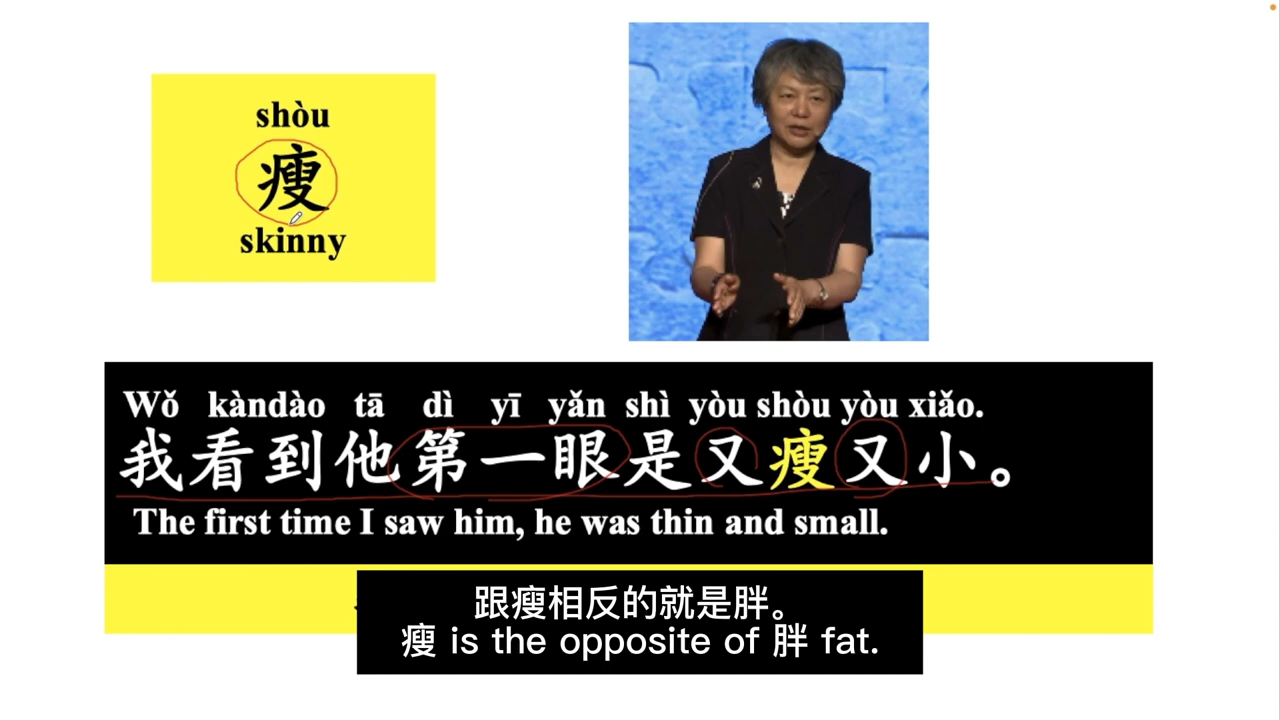 shòu
瘦
skinny
Wǒ kàndào tā dì yī yǎn shì yòu shòu yòu xiǎo.
我看到他第一眼是又瘦又小。
The first time I saw him, he was thin and small.
跟瘦相反的就是胖。
瘦 is the opposite of 胖 fat.